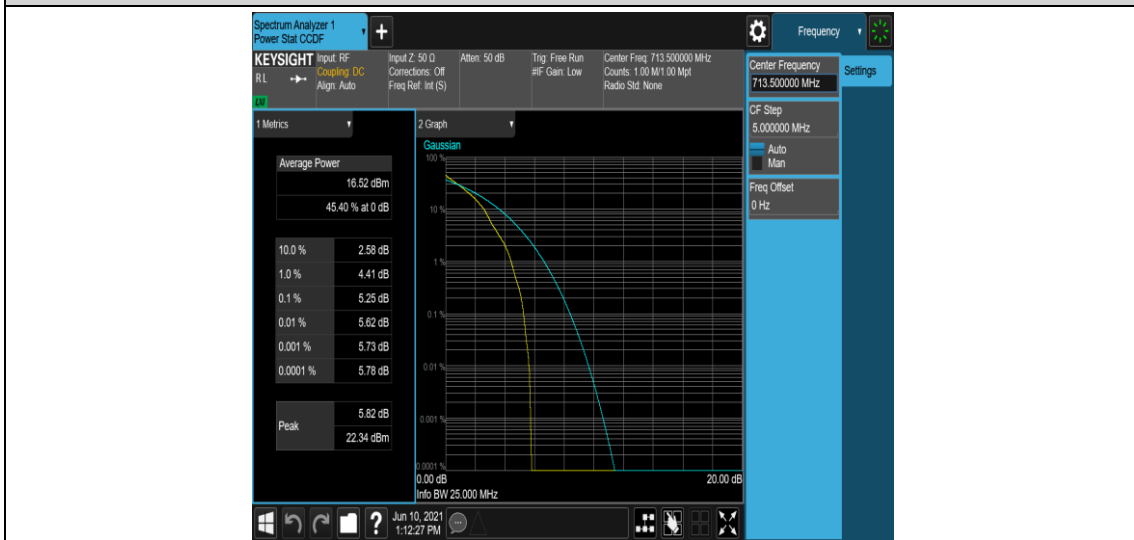 Spectrum Analyzer 1
Power Stat CCDF
+
Frequency
KEYSIGHT
RL
LXI
Input: RF
Coupling: DC
Align: Auto
Input Z: 50 Ω
Corrections: Off
Freq Ref: Int (S)
Atten: 50 dB
Trig: Free Run
#IF Gain: Low
Center Freq: 713.500000 MHz
Counts: 1.00 M/1.00 Mpt
Radio Std: None
Center Frequency
713.500000 MHz
Settings
CF Step
5.000000 MHz
Auto
Man
Freq Offset
0 Hz
1 Metrics
Average Power
16.52 dBm
45.40 % at 0 dB
10.0 % 2.58 dB
1.0 % 4.41 dB
0.1 % 5.25 dB
0.01 % 5.62 dB
0.001 % 5.73 dB
0.0001 % 5.78 dB
Peak 5.82 dB
22.34 dBm
2 Graph
Gaussian
100 %
10 %
1 %
0.1 %
0.01 %
0.001 %
0.0001 %
0.00 dB 20.00 dB
Info BW 25.000 MHz
?
Jun 10, 2021
1:12:27 PM